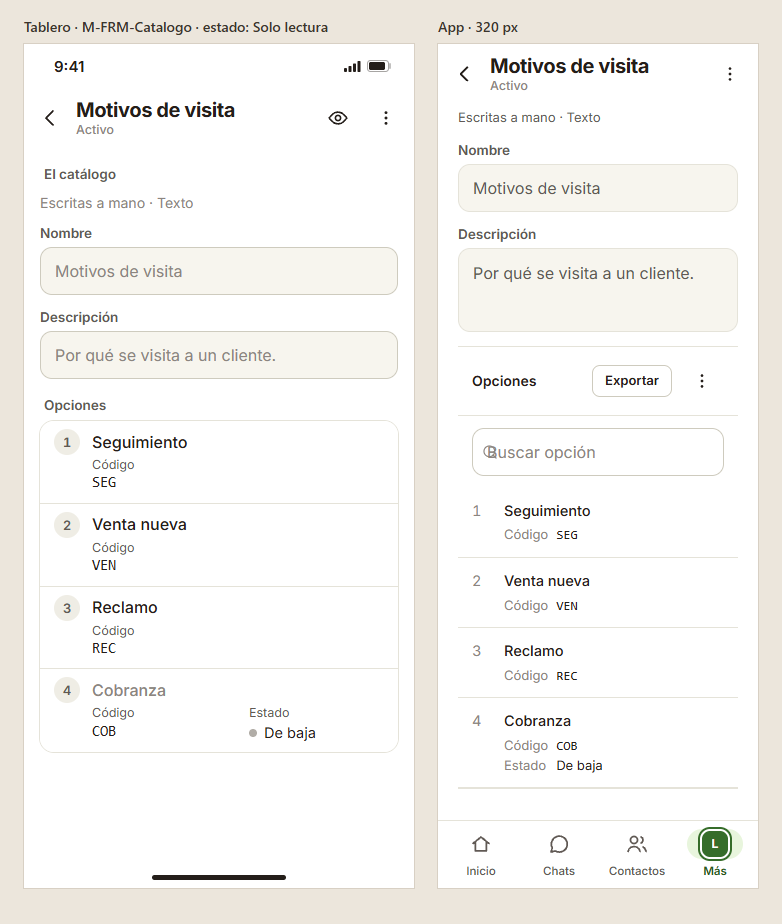 Tablero · M-FRM-Catalogo · estado: Solo lectura
9:41
Motivos de visita
Activo
El catálogo
Escritas a mano · Texto
Nombre
Motivos de visita
Descripción
Por qué se visita a un cliente.
Opciones
1 Seguimiento
Código
SEG
2 Venta nueva
Código
VEN
3 Reclamo
Código
REC
4 Cobranza
Código Estado
COB De baja
App · 320 px
Motivos de visita
Activo
Escritas a mano · Texto
Nombre
Motivos de visita
Descripción
Por qué se visita a un cliente.
Opciones Exportar
Buscar opción
1 Seguimiento
Código SEG
2 Venta nueva
Código VEN
3 Reclamo
Código REC
4 Cobranza
Código COB
Estado De baja
L
Inicio Chats Contactos Más